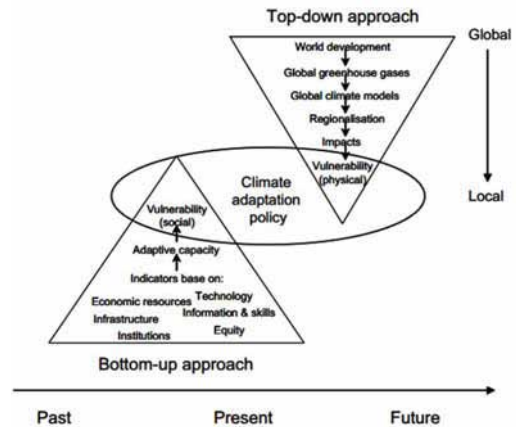 Top-down approach
Global
World development
Global greenhouse gases
Global climate models
Regionalisation
Impacts
Vulnerability
(physical)
Local
Climate
adaptation
policy
Vulnerability
(social)
Adaptive capacity
Indicators base on:
Economic resources Technology
Infrastructure Information & skills
Institutions Equity
Bottom-up approach
Past Present Future